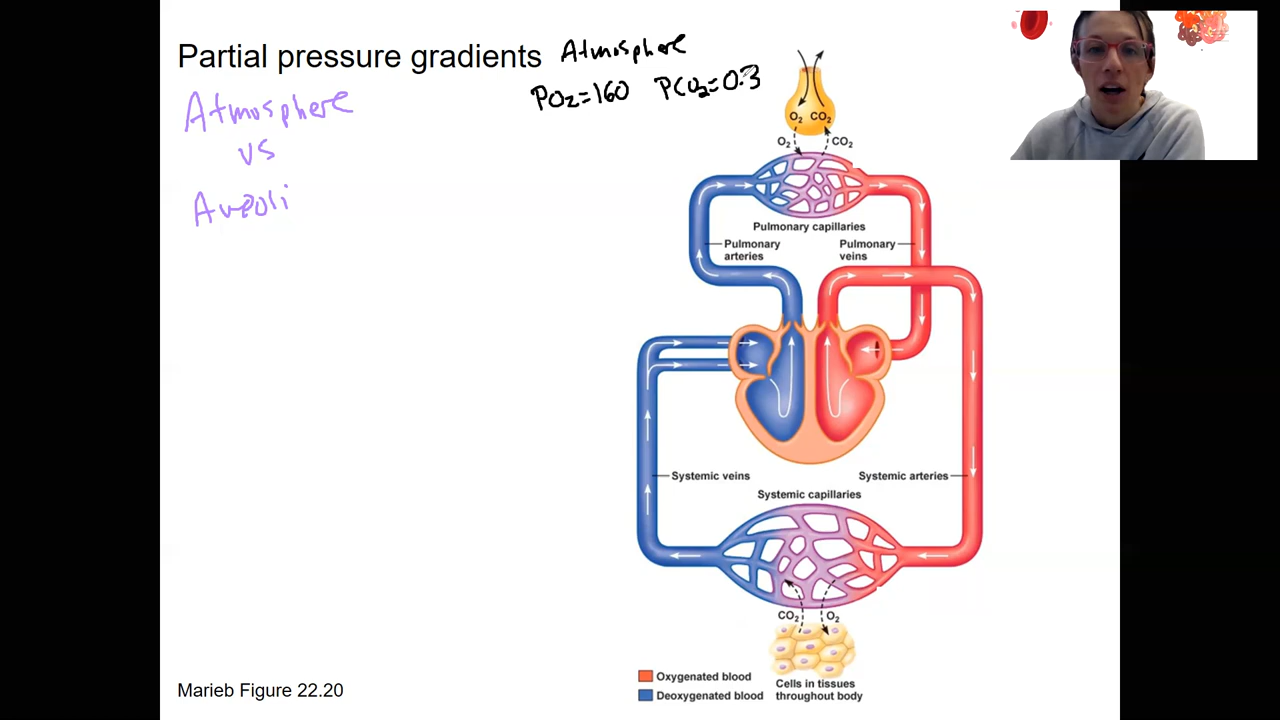 Partial pressure gradients
Atmosphere
PO₂=160 PCO₂=0.3
Atmosphere
vs
Aveoli
O₂ CO₂
O₂ CO₂
Pulmonary capillaries
Pulmonary
arteries
Pulmonary
veins
Systemic veins
Systemic arteries
Systemic capillaries
CO₂ O₂
Cells in tissues
throughout body
Oxygenated blood
Deoxygenated blood
Marieb Figure 22.20